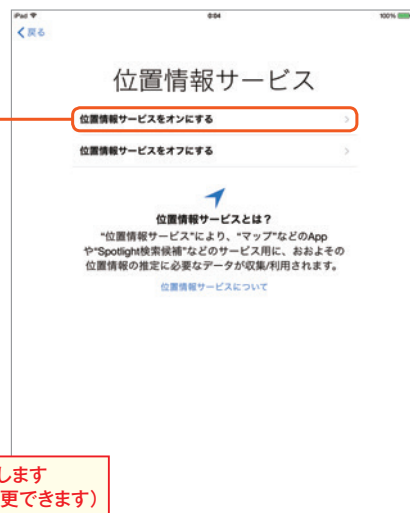 iPad
8:04
100%
戻る
位置情報サービス
位置情報サービスをオンにする
位置情報サービスをオフにする
位置情報サービスとは？
"位置情報サービス"により、"マップ"などのApp
や"Spotlight検索候補"などのサービス用に、おおよその
位置情報の推定に必要なデータが収集/利用されます。
位置情報サービスについて
します
更できます）